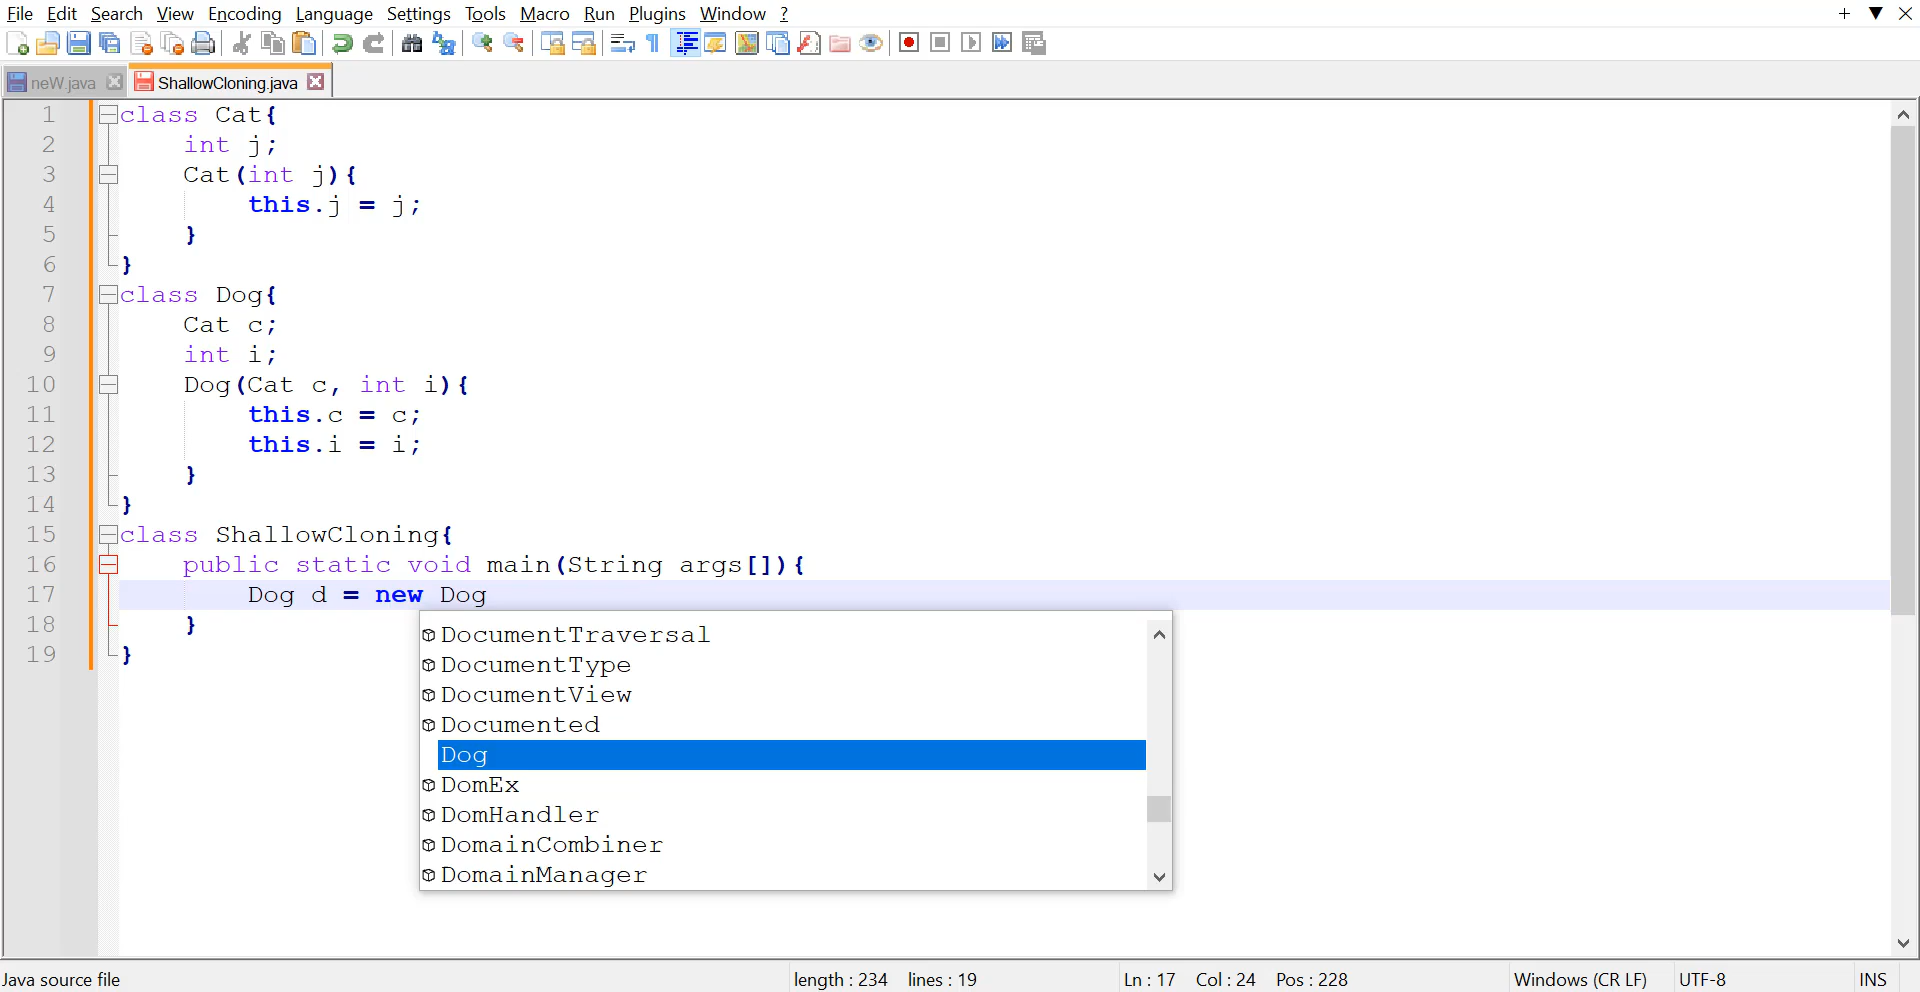 File Edit Search View Encoding Language Settings Tools Macro Run Plugins Window ?
neW.java ShallowCloning.java
1 class Cat{
2 int j;
3 Cat(int j){
4 this.j = j;
5 }
6 }
7 class Dog{
8 Cat c;
9 int i;
10 Dog(Cat c, int i){
11 this.c = c;
12 this.i = i;
13 }
14 }
15 class ShallowCloning{
16 public static void main(String args[]){
17 Dog d = new Dog
18 }
19 }
DocumentTraversal
DocumentType
DocumentView
Documented
Dog
DomEx
DomHandler
DomainCombiner
DomainManager
Java source file length : 234 lines : 19 Ln : 17 Col : 24 Pos : 228 Windows (CR LF) UTF-8 INS